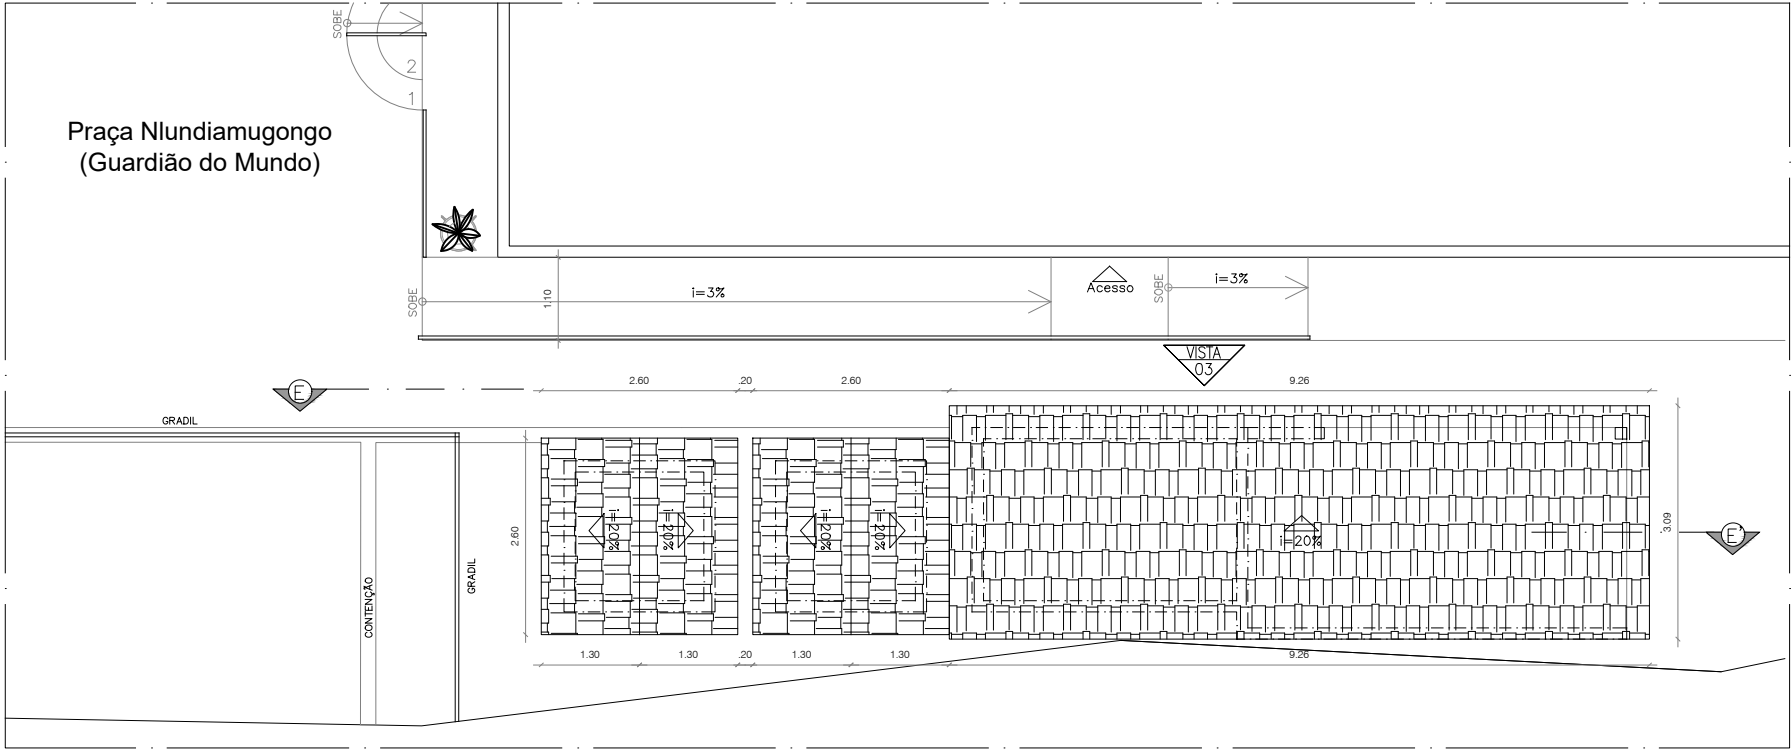 SOBE
2
1
Praça Nlundiamugongo
(Guardião do Mundo)
SOBE
i=3%
1.10
Acesso
SOBE
i=3%
VISTA
03
E
2.60
.20
2.60
9.26
GRADIL
2.60
i=20%
i=20%
i=20%
i=20%
i=20%
3.09
E'
CONTENÇÃO
GRADIL
1.30
1.30
.20
1.30
1.30
9.26